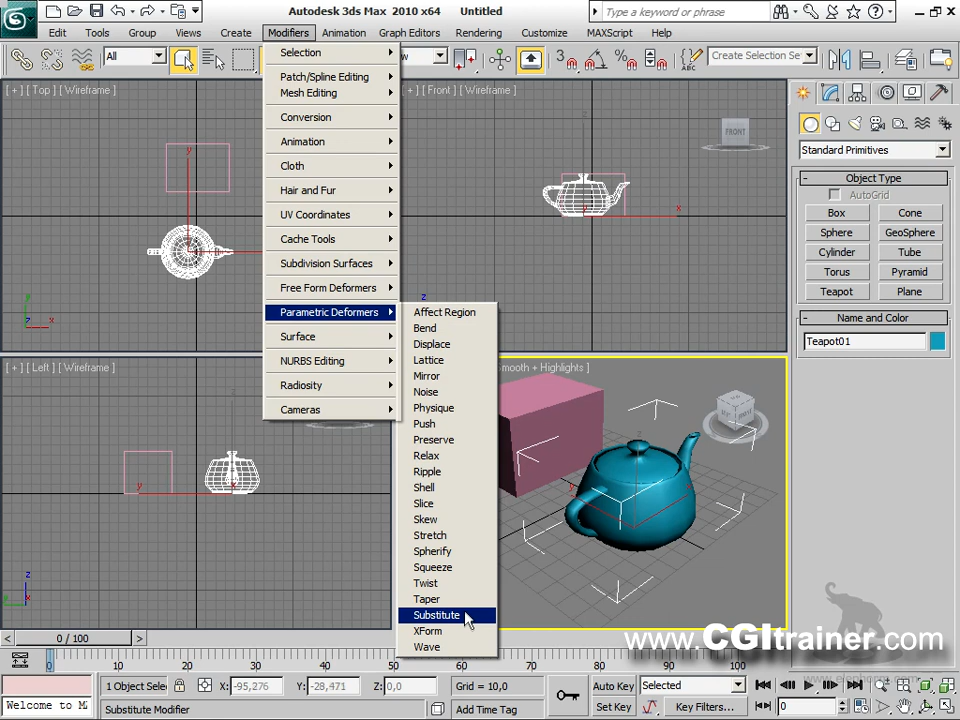 Autodesk 3ds Max 2010 x64 Untitled
Type a keyword or phrase
Edit Tools Group Views Create Modifiers Animation Graph Editors Rendering Customize MAXScript Help
All
Create Selection Se
[ + ] [ Top ] [ Wireframe ]
[ + ] [ Front ] [ Wireframe ]
FRONT
Selection
Patch/Spline Editing
Mesh Editing
Conversion
Animation
Cloth
Hair and Fur
UV Coordinates
Cache Tools
Subdivision Surfaces
Free Form Deformers
Parametric Deformers
Surface
NURBS Editing
Radiosity
Cameras
Affect Region
Bend
Displace
Lattice
Mirror
Noise
Physique
Push
Preserve
Relax
Ripple
Shell
Slice
Skew
Stretch
Spherify
Squeeze
Twist
Taper
Substitute
XForm
Wave
Standard Primitives
Object Type
AutoGrid
Box Cone
Sphere GeoSphere
Cylinder Tube
Torus Pyramid
Teapot Plane
Name and Color
Teapot01
[ + ] [ Left ] [ Wireframe ]
Smooth + Highlights ]
www.CGItrainer.com
0 / 100
0 10 20 30 40 50 60 70 80 90 100
1 Object Selec X: -95,276 Y: -28,471 Z: 0,0 Grid = 10,0 Auto Key Selected
Welcome to MA Substitute Modifier Add Time Tag Set Key Key Filters... 0